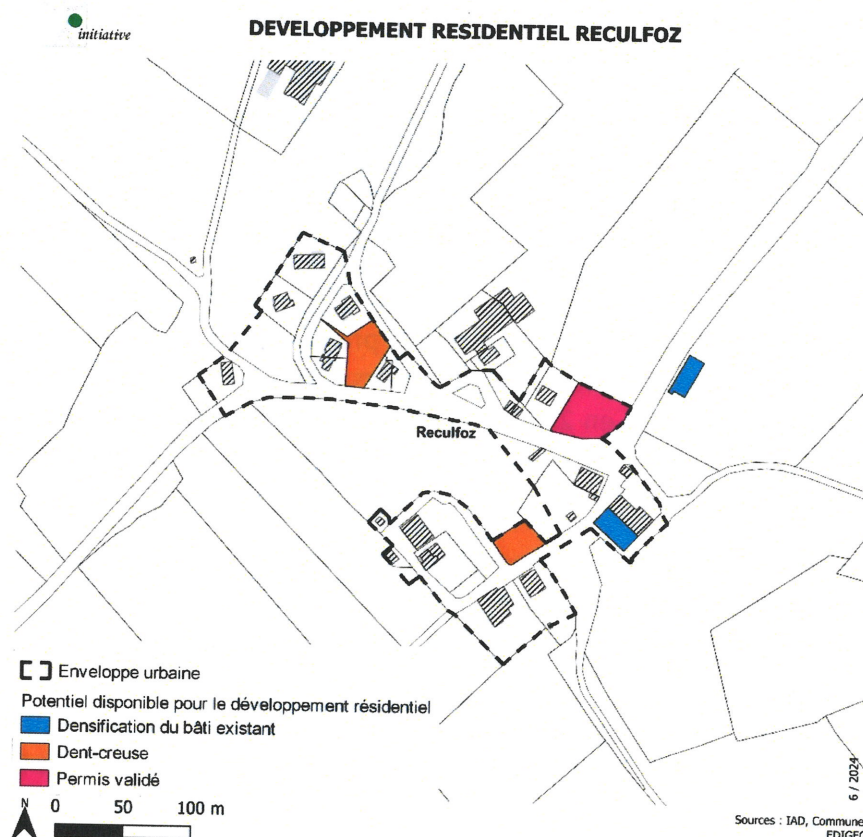 initiative
DEVELOPPEMENT RESIDENTIEL RECULFOZ
Reculfoz
Enveloppe urbaine
Potentiel disponible pour le développement résidentiel
Densification du bâti existant
Dent-creuse
Permis validé
N
0 50 100 m
6 / 2024
Sources : IAD, Commune